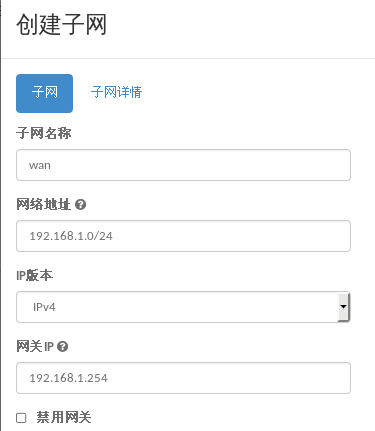 创建子网
子网 子网详情
子网名称
wan
网络地址
192.168.1.0/24
IP版本
IPv4
网关IP
192.168.1.254
禁用网关